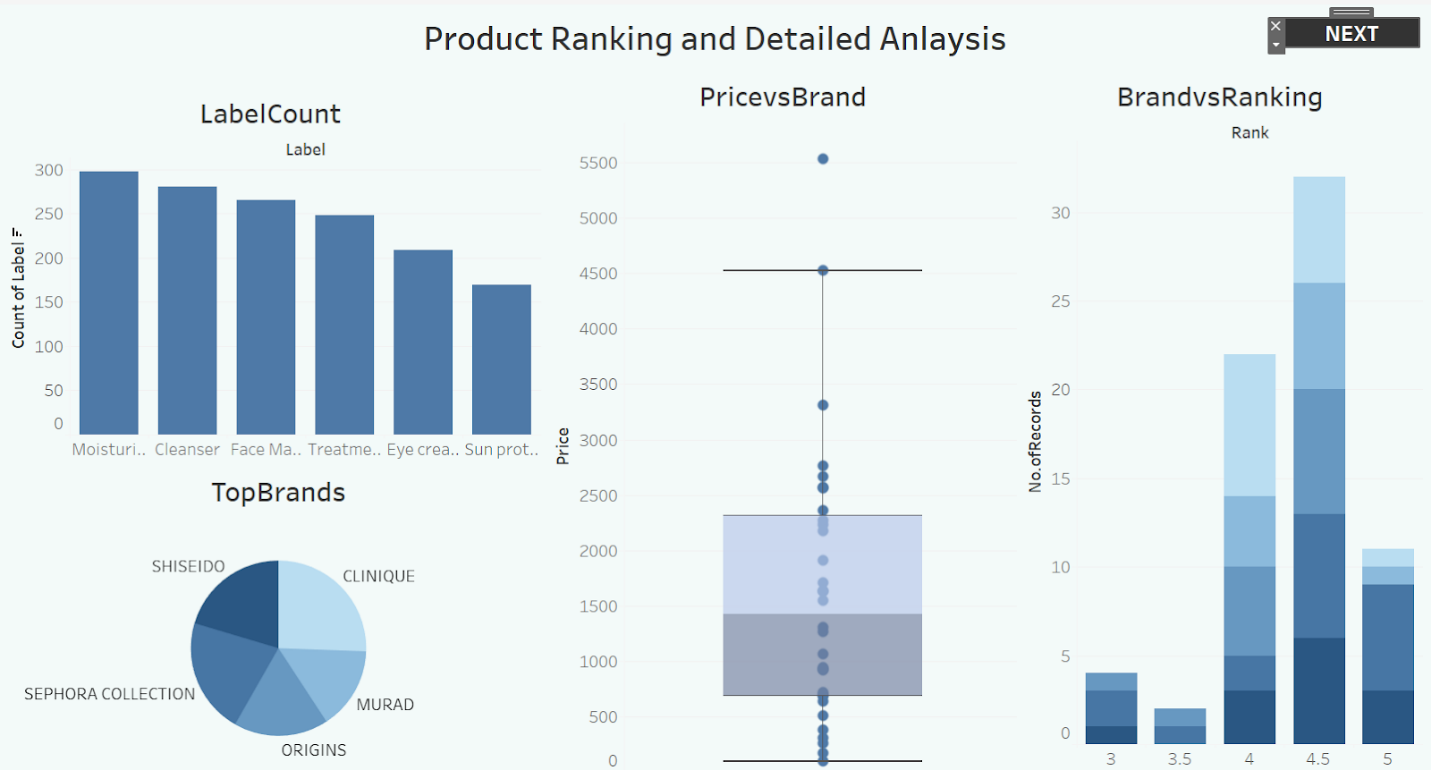 Product Ranking and Detailed Anlaysis
NEXT
LabelCount
Label
Count of Label
300
250
200
150
100
50
0
Moisturi.. Cleanser Face Ma.. Treatme.. Eye crea.. Sun prot..
TopBrands
SHISEIDO
CLINIQUE
SEPHORA COLLECTION
MURAD
ORIGINS
PricevsBrand
Price
5500
5000
4500
4000
3500
3000
2500
2000
1500
1000
500
0
BrandvsRanking
Rank
No.ofRecords
30
25
20
15
10
5
0
3 3.5 4 4.5 5